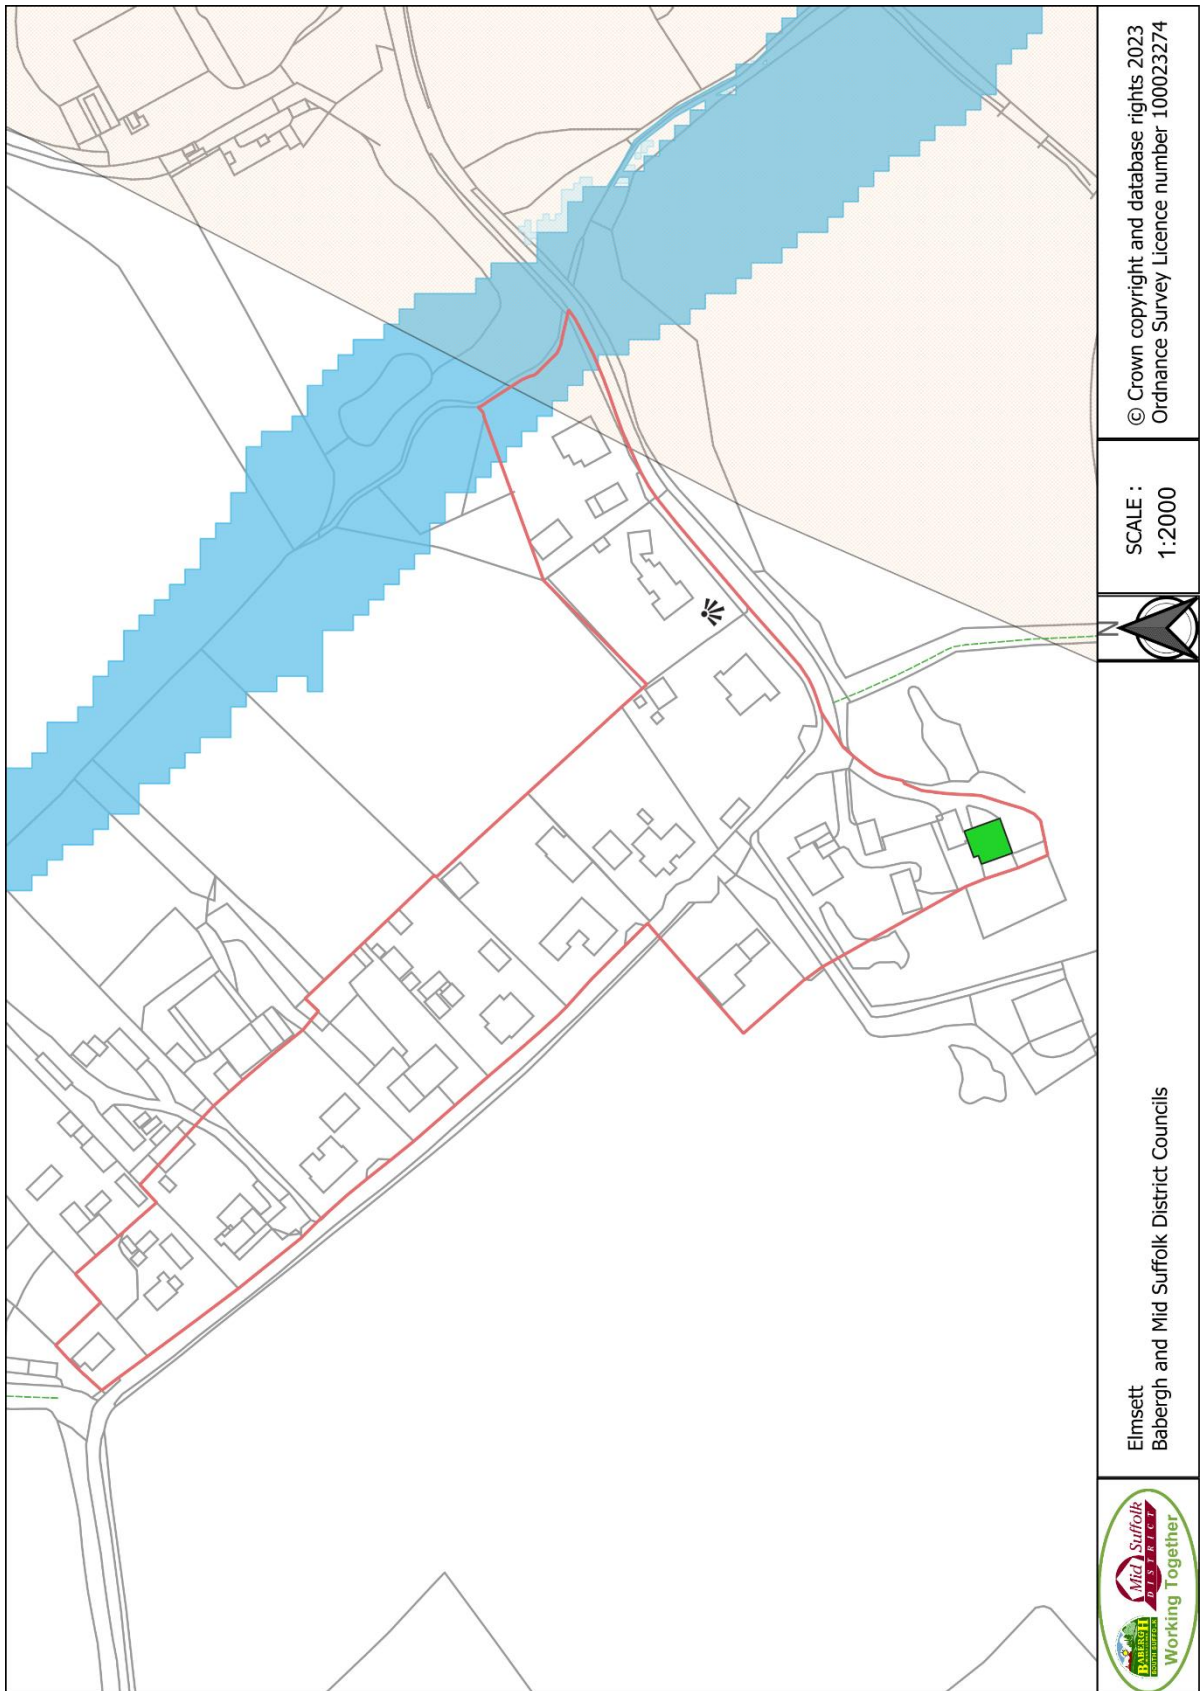 BABERGH
SOUTH SUFFOLK
Mid Suffolk
DISTRICT
Working Together
Elmsett
Babergh and Mid Suffolk District Councils
N
SCALE :
1:2000
© Crown copyright and database rights 2023
Ordnance Survey Licence number 100023274